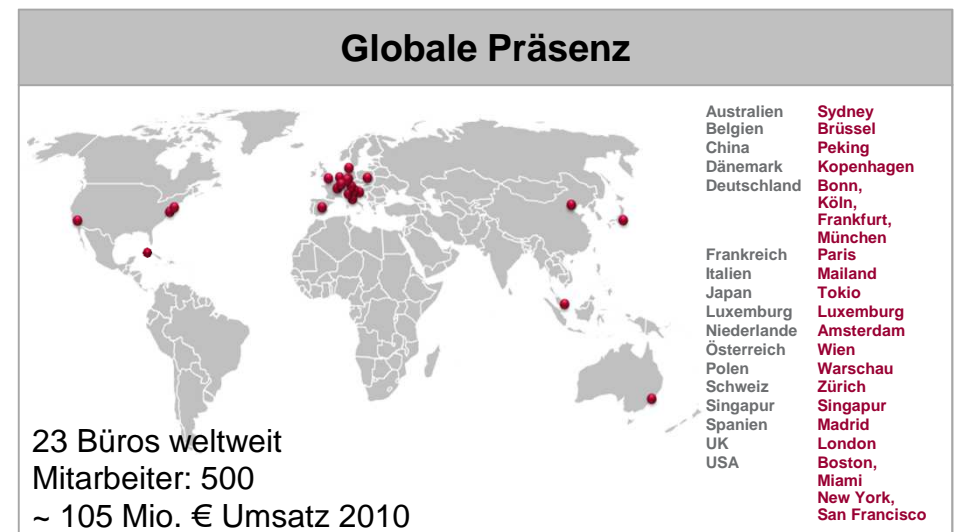 Globale Präsenz
Australien Sydney
Belgien Brüssel
China Peking
Dänemark Kopenhagen
Deutschland Bonn,
Köln,
Frankfurt,
München
Frankreich Paris
Italien Mailand
Japan Tokio
Luxemburg Luxemburg
Niederlande Amsterdam
Österreich Wien
Polen Warschau
Schweiz Zürich
Singapur Singapur
Spanien Madrid
UK London
USA Boston,
Miami
New York,
San Francisco
23 Büros weltweit
Mitarbeiter: 500
~ 105 Mio. € Umsatz 2010